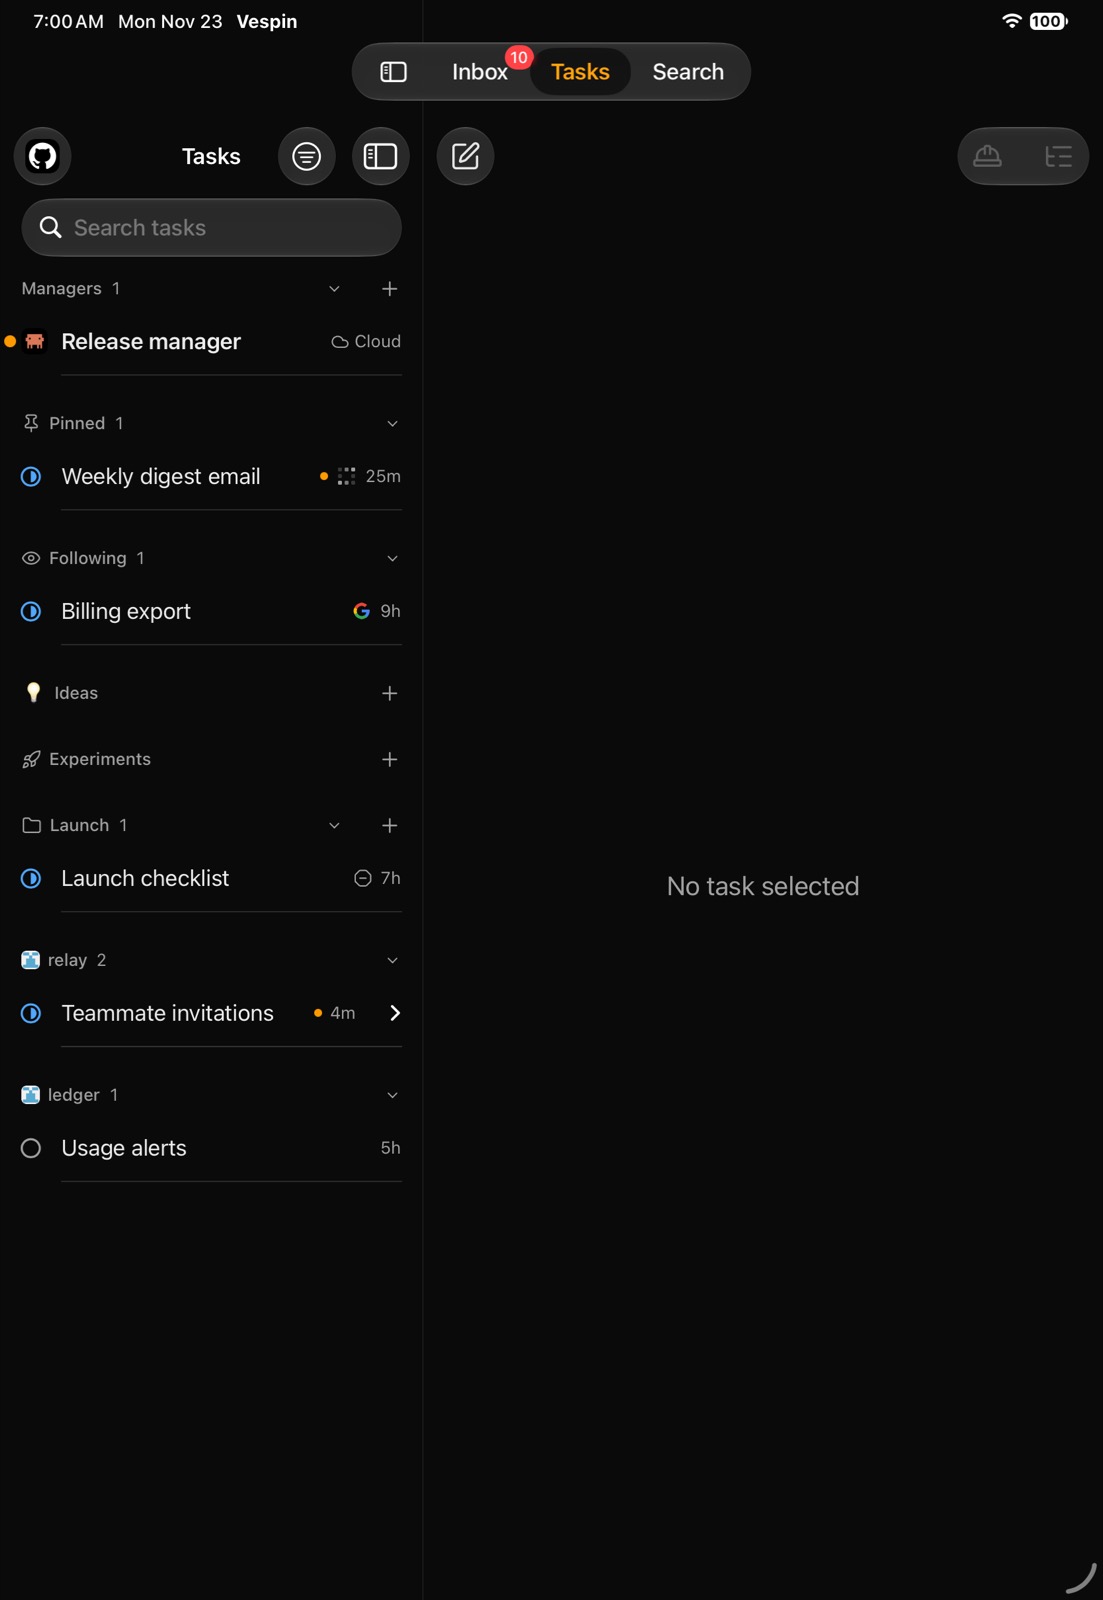 7:00 AM Mon Nov 23 Vespin
100
Inbox 10 Tasks Search
Tasks
Search tasks
Managers 1
Release manager Cloud
Pinned 1
Weekly digest email 25m
Following 1
Billing export 9h
Ideas
Experiments
Launch 1
Launch checklist 7h
No task selected
relay 2
Teammate invitations 4m
ledger 1
Usage alerts 5h